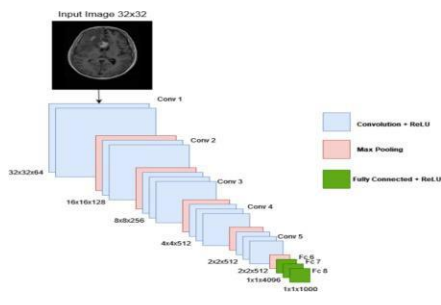 Input Image 32x32
Conv 1
Conv 2
32x32x64
Conv 3
16x16x128
Conv 4
8x8x256
Conv 5
4x4x512
2x2x512
2x2x512
Fc 6
Fc 7
Fc 8
1x1x4096
1x1x1000
Convolution + ReLU
Max Pooling
Fully Connected + ReLU